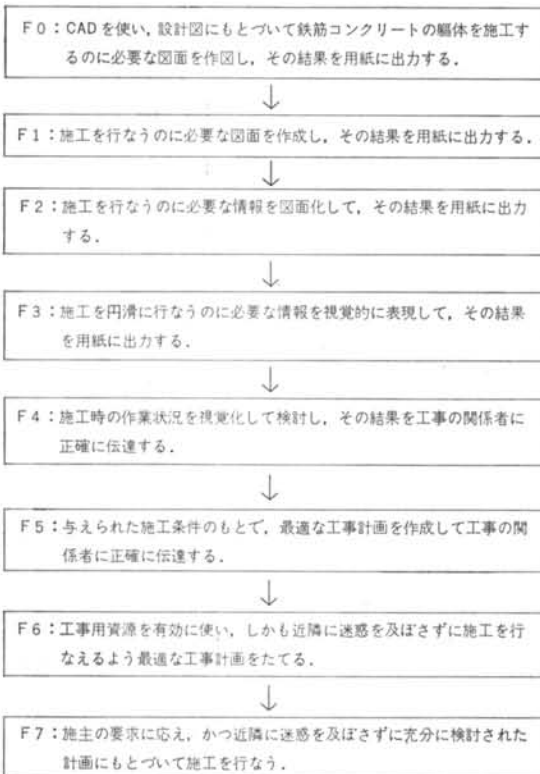 F0：CADを使い，設計図にもとづいて鉄筋コンクリートの軀体を施工す
るのに必要な図面を作図し，その結果を用紙に出力する．
↓
F1：施工を行なうのに必要な図面を作成し，その結果を用紙に出力する．
↓
F2：施工を行なうのに必要な情報を図面化して，その結果を用紙に出力
する．
↓
F3：施工を円滑に行なうのに必要な情報を視覚的に表現して，その結果
を用紙に出力する．
↓
F4：施工時の作業状況を視覚化して検討し，その結果を工事の関係者に
正確に伝達する．
↓
F5：与えられた施工条件のもとで，最適な工事計画を作成して工事の関
係者に正確に伝達する．
↓
F6：工事用資源を有効に使い，しかも近隣に迷惑を及ぼさずに施工を行
なえるよう最適な工事計画をたてる．
↓
F7：施主の要求に応え，かつ近隣に迷惑を及ぼさずに充分に検討された
計画にもとづいて施工を行なう．